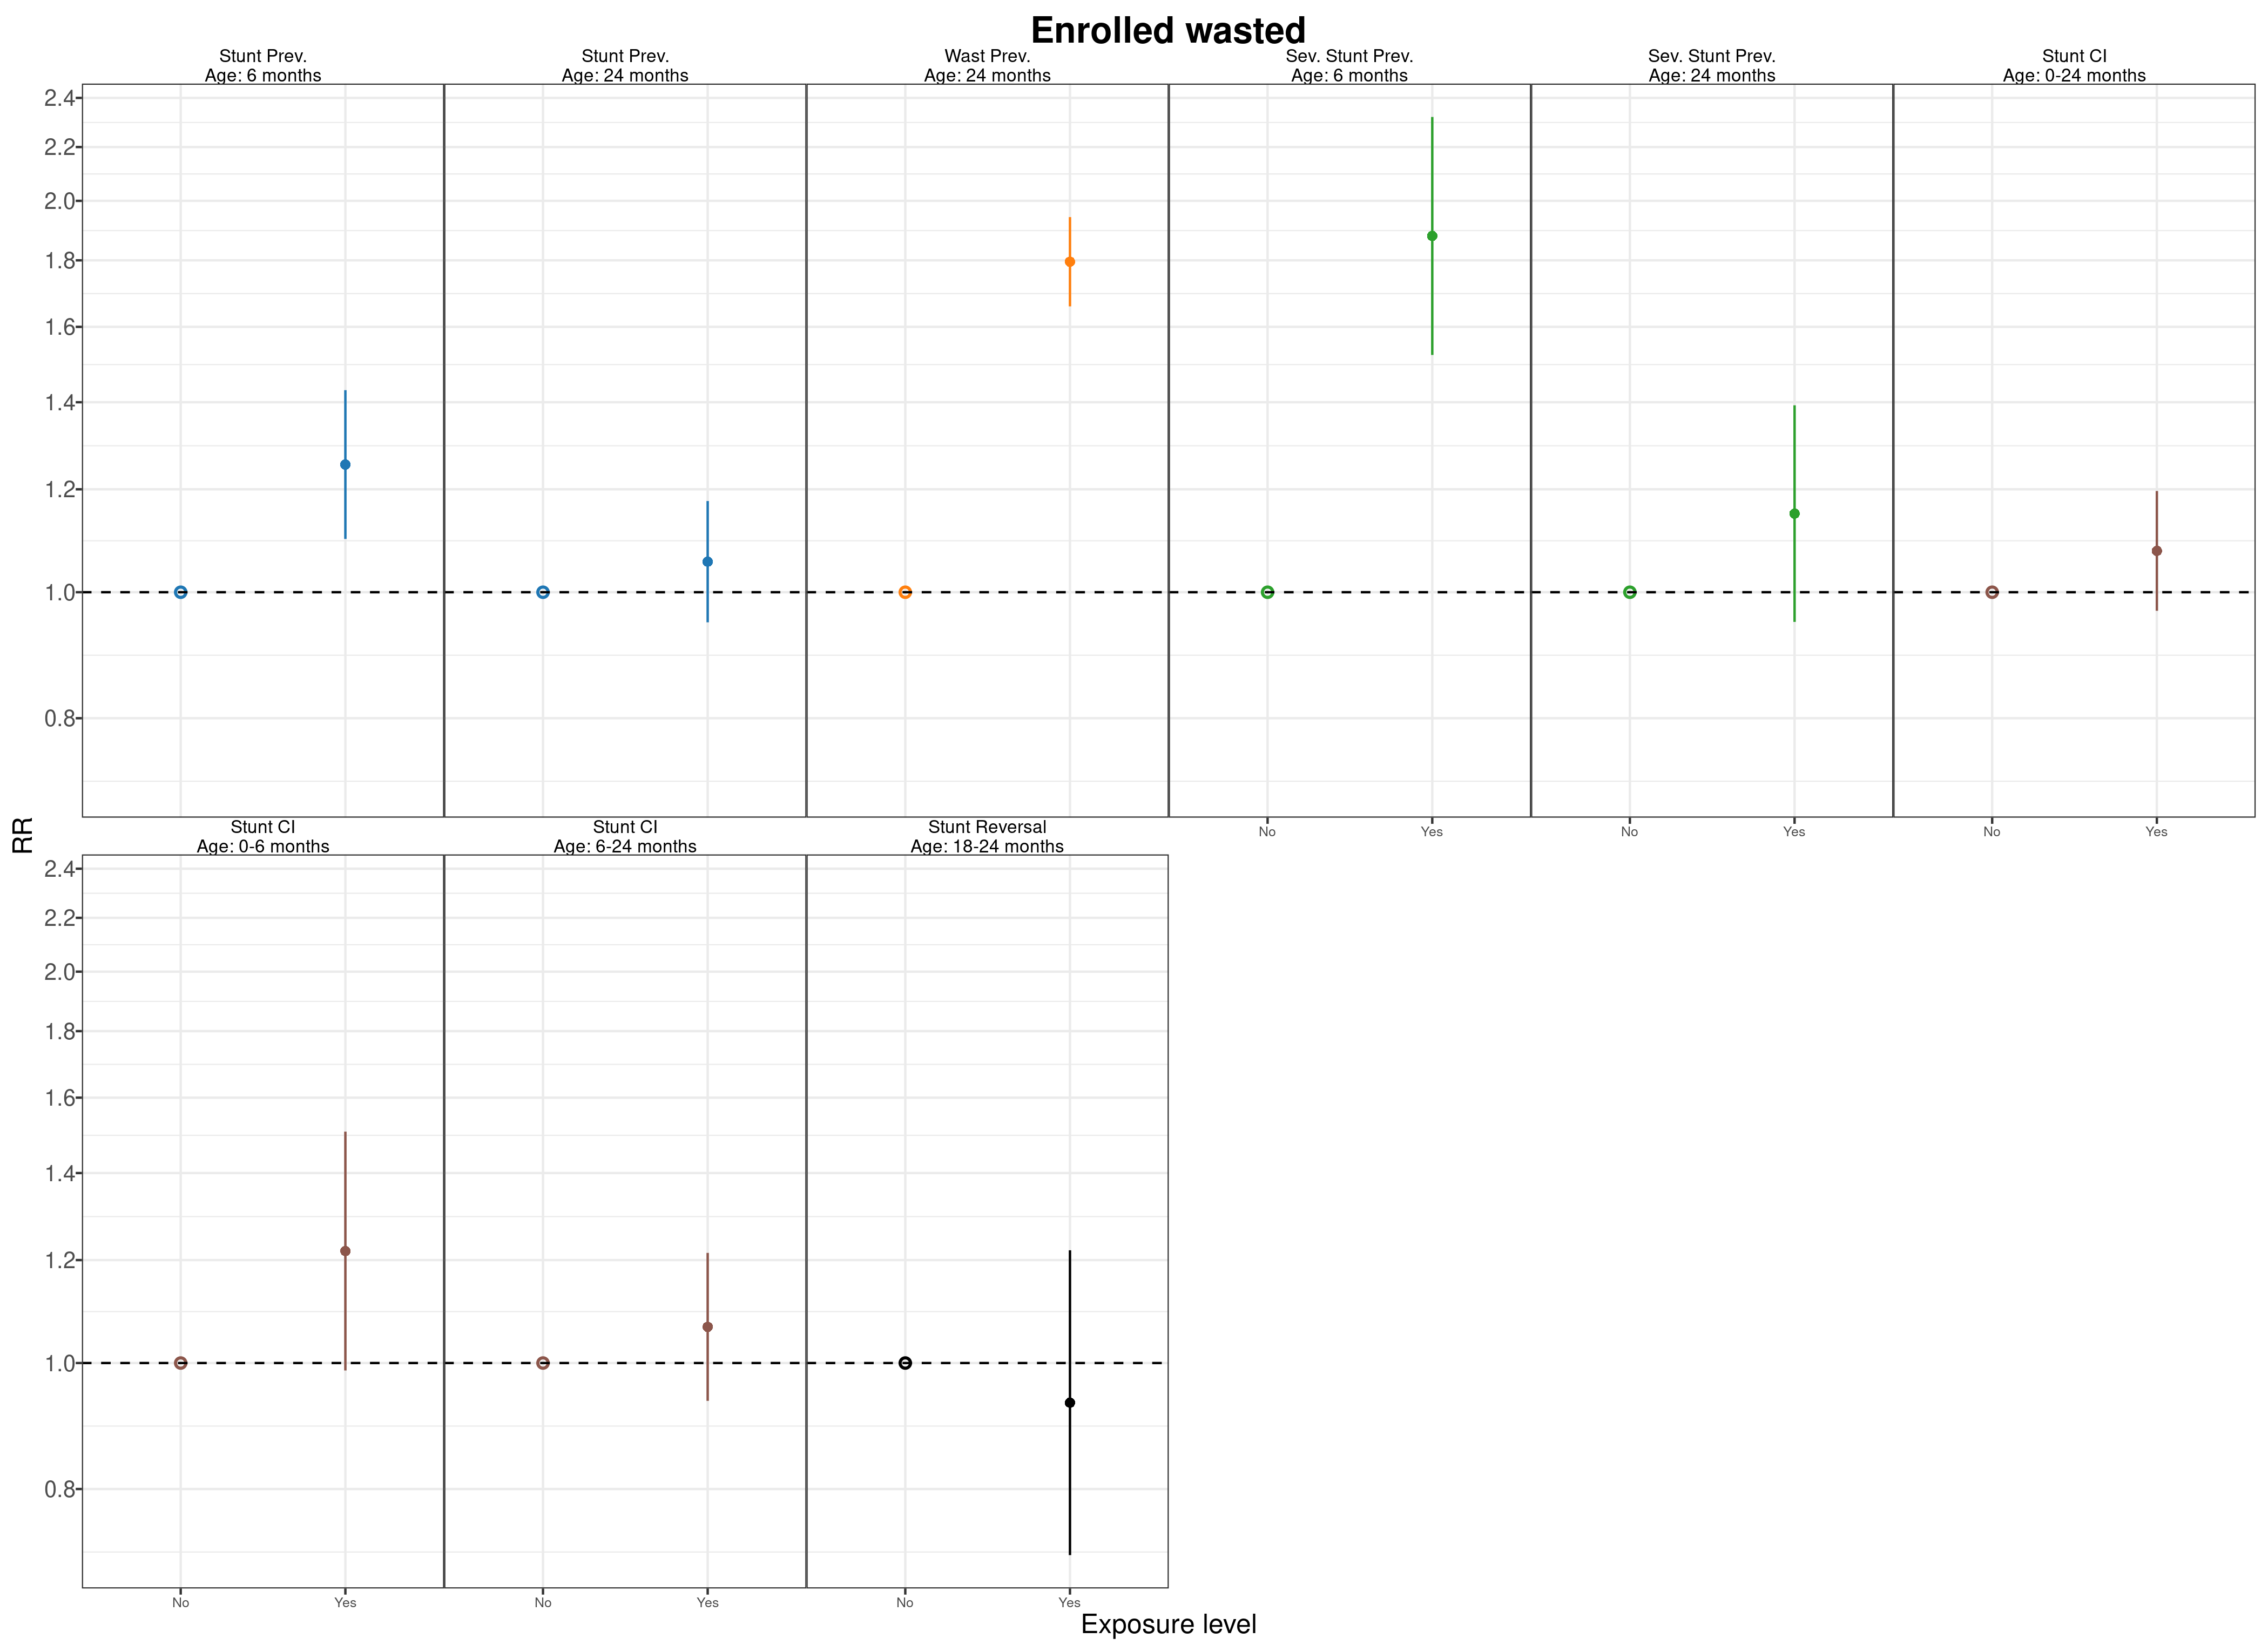 Enrolled wasted
Stunt Prev.
Age: 6 months
Stunt Prev.
Age: 24 months
Wast Prev.
Age: 24 months
Sev. Stunt Prev.
Age: 6 months
Sev. Stunt Prev.
Age: 24 months
Stunt CI
Age: 0-24 months
2.4
2.2
2.0
1.8
1.6
1.4
1.2
1.0
0.8
No
Yes
No
Yes
No
Yes
RR
Stunt CI
Age: 0-6 months
Stunt CI
Age: 6-24 months
Stunt Reversal
Age: 18-24 months
2.4
2.2
2.0
1.8
1.6
1.4
1.2
1.0
0.8
No
Yes
No
Yes
No
Yes
Exposure level